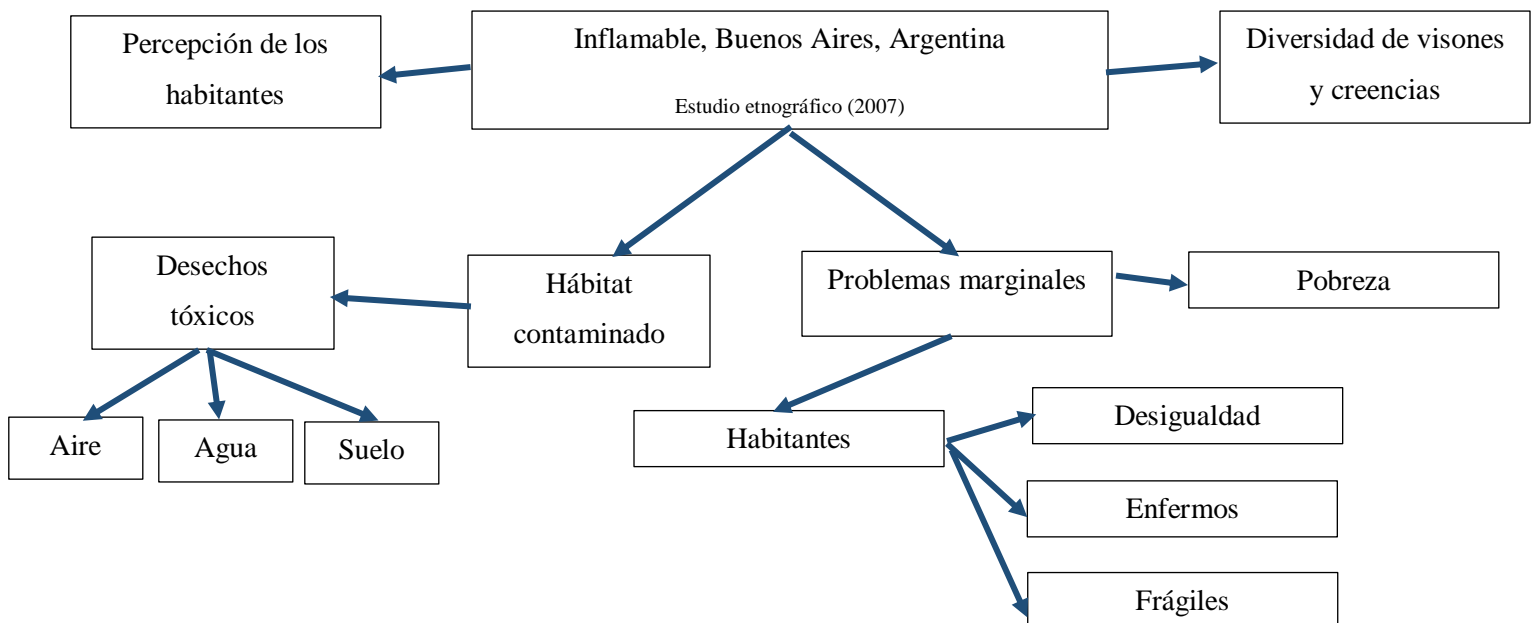 Percepción de los
habitantes
Inflamable, Buenos Aires, Argentina
Estudio etnográfico (2007)
Diversidad de visones
y creencias
Desechos
tóxicos
Hábitat
contaminado
Problemas marginales
Pobreza
Aire
Agua
Suelo
Habitantes
Desigualdad
Enfermos
Frágiles